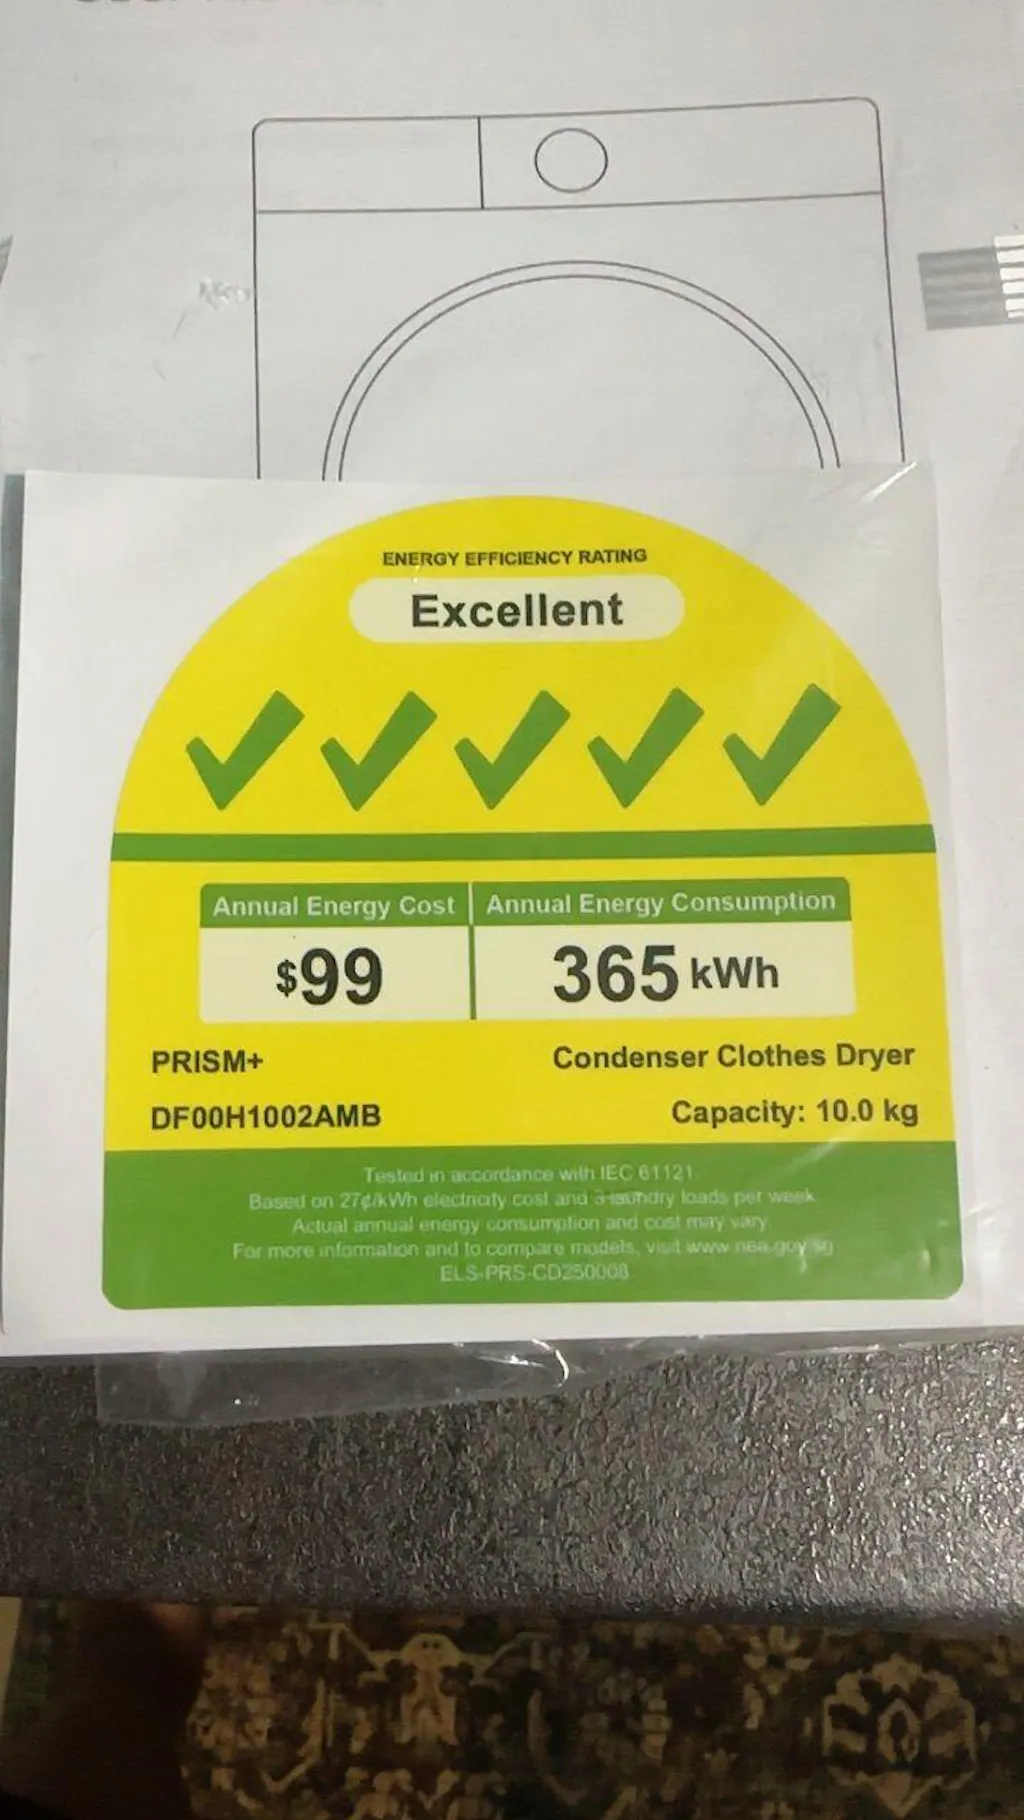 ENERGY EFFICIENCY RATING
Excellent
Annual Energy Cost
Annual Energy Consumption
$99
365 kWh
PRISM+
Condenser Clothes Dryer
DF00H1002AMB
Capacity: 10.0 kg
Tested in accordance with IEC 61121.
Based on 27¢/kWh electricity cost and 3 laundry loads per week.
Actual annual energy consumption and cost may vary.
For more information and to compare models, visit www.nea.gov.sg
ELS-PRS-CD250008